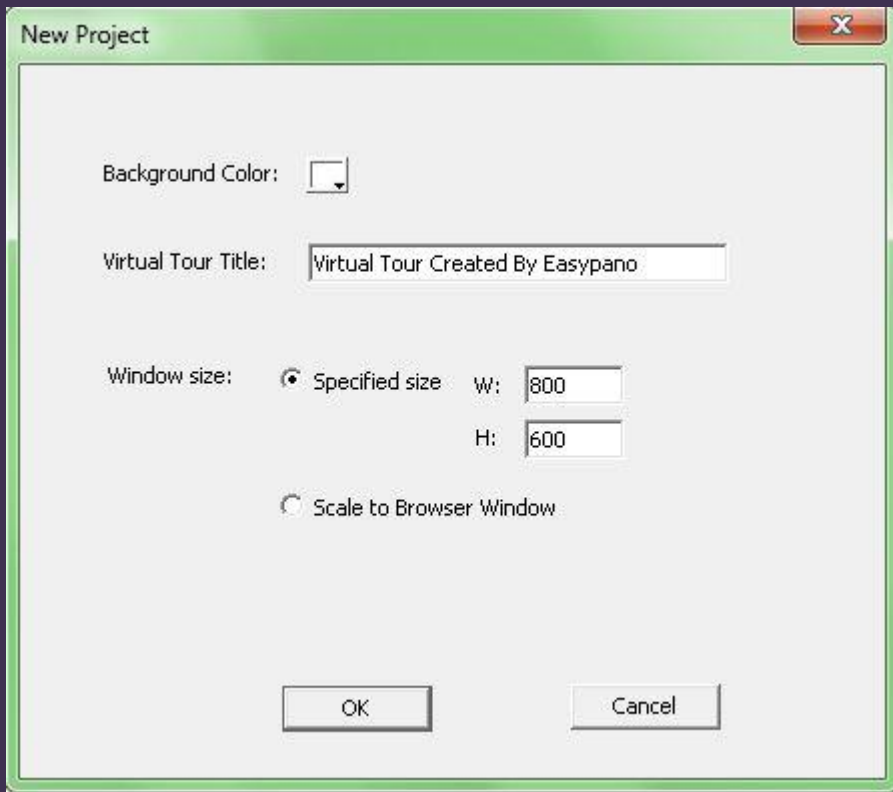 New Project
Background Color:
Virtual Tour Title: Virtual Tour Created By Easypano
Window size: Specified size W: 800
H: 600
Scale to Browser Window
OK Cancel